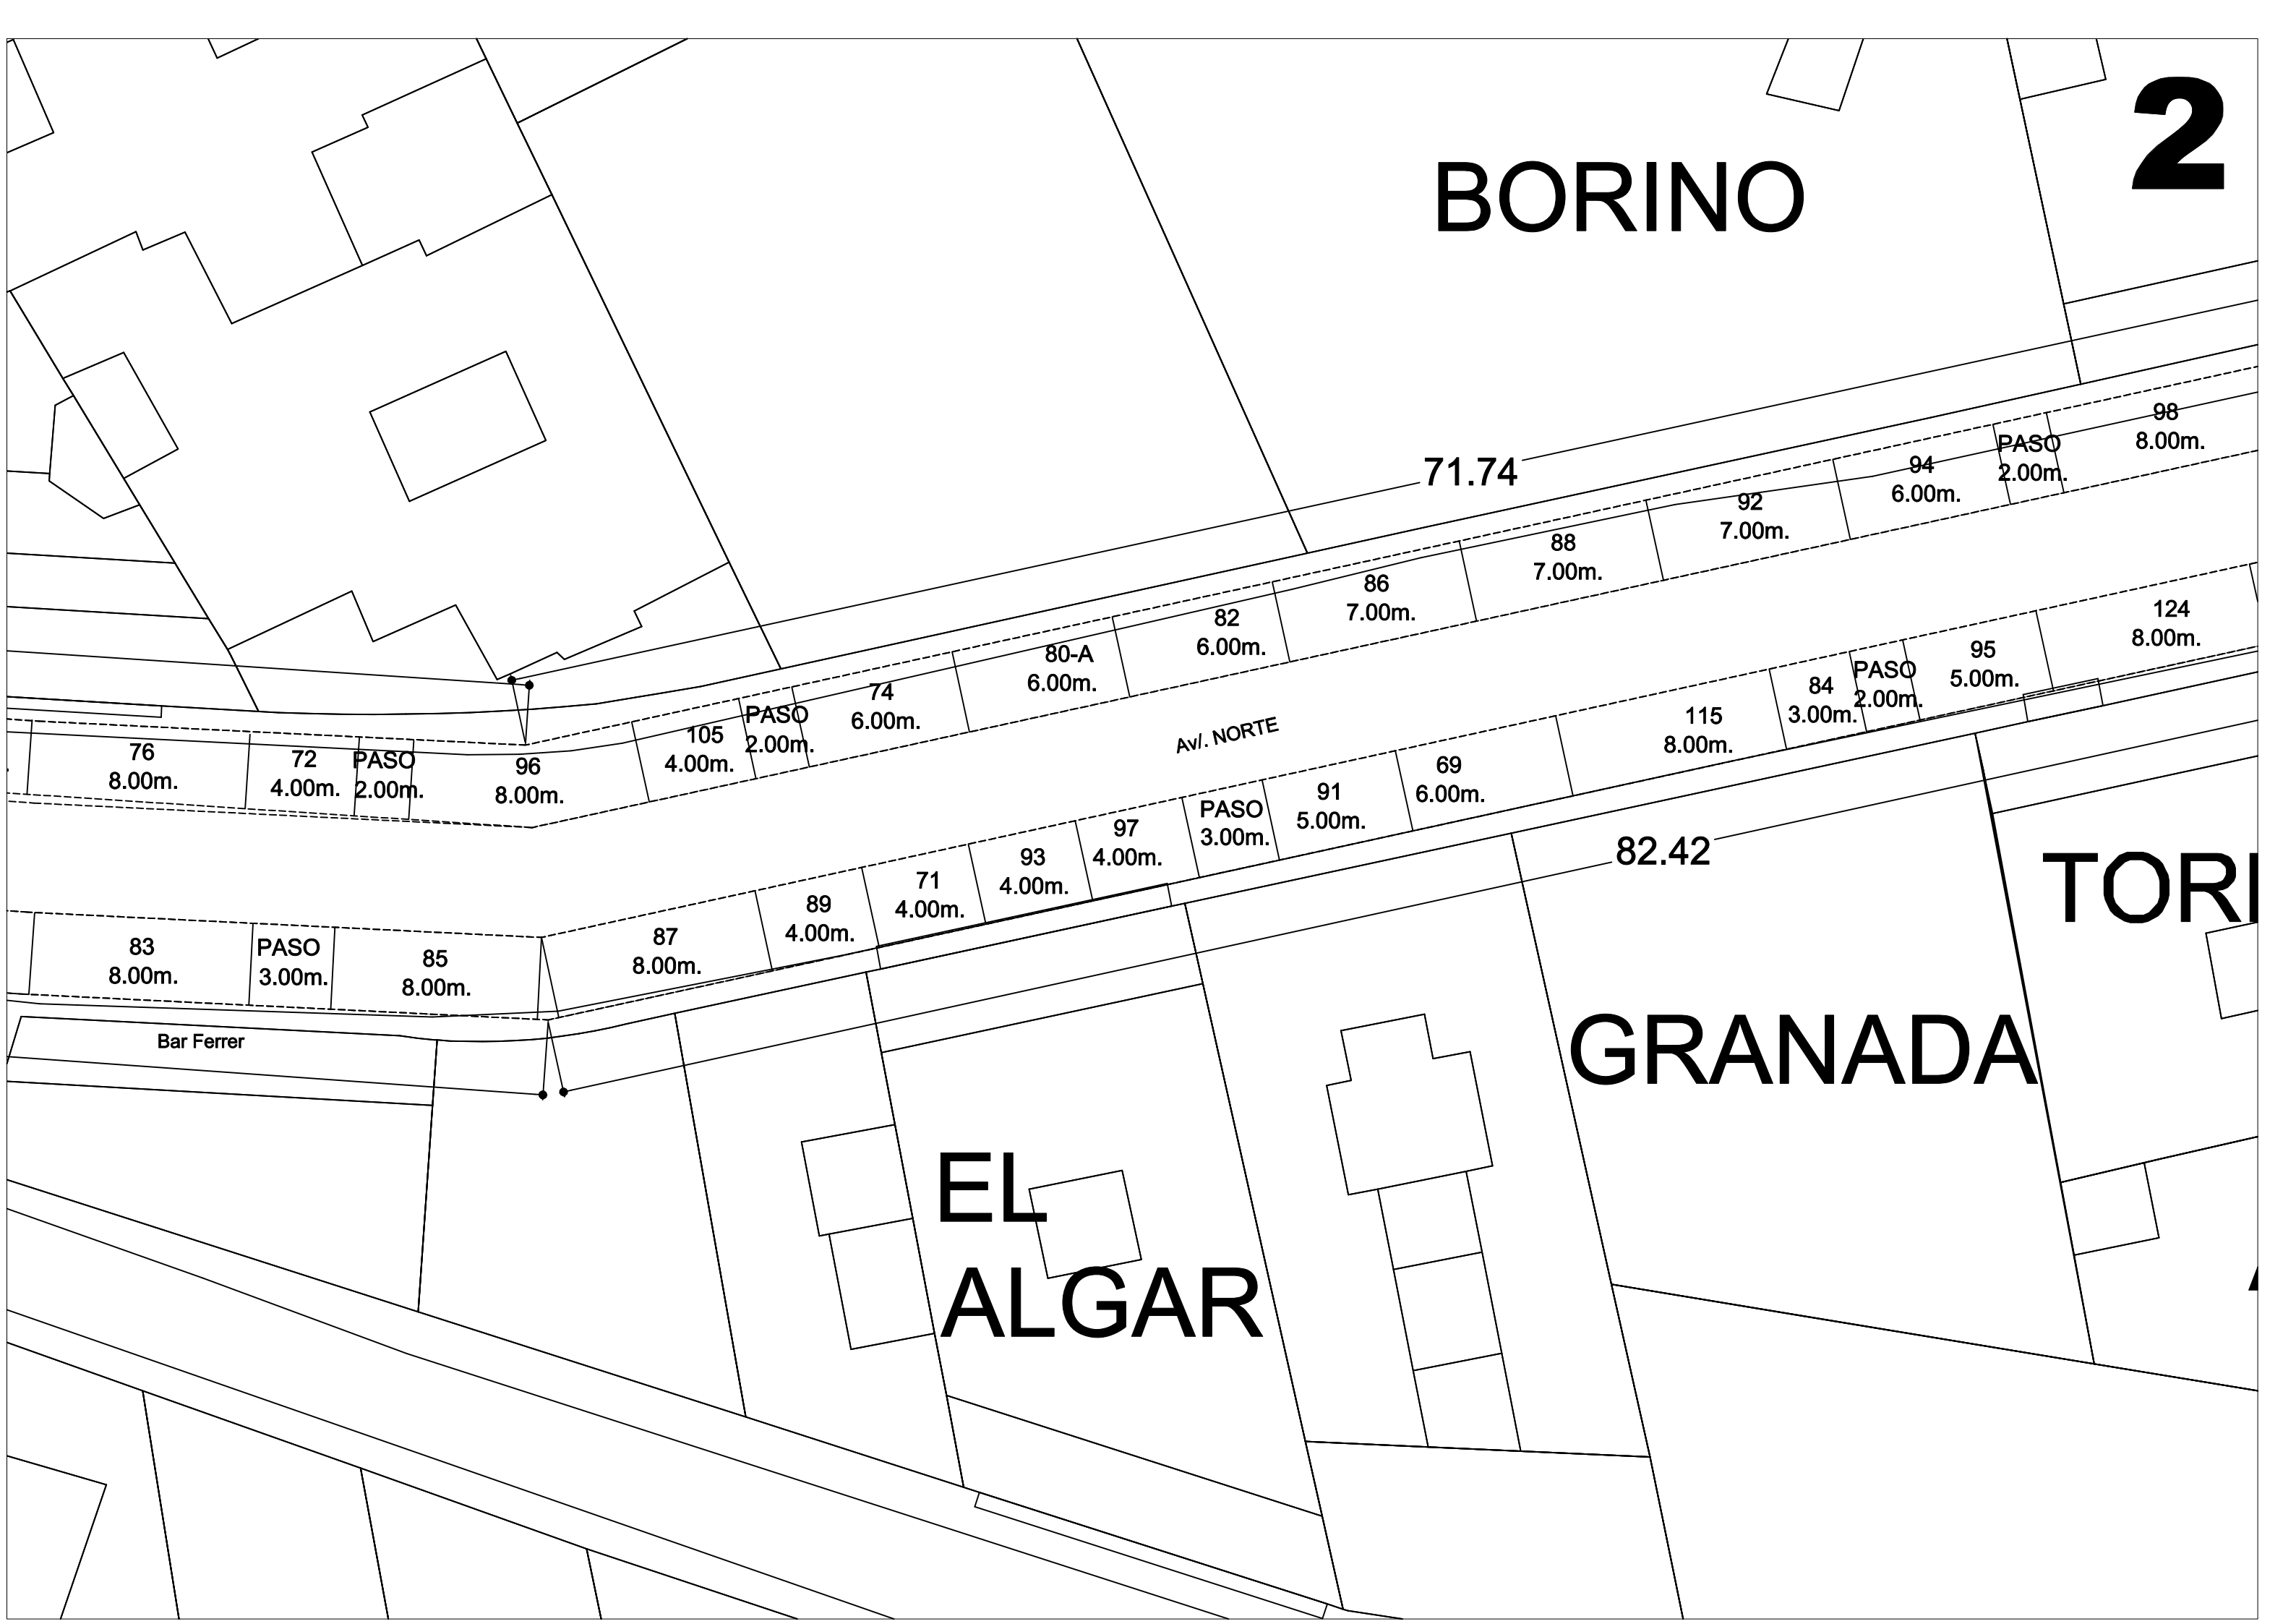 2
BORINO
71.74
98
8.00m.
PASO
2.00m.
94
6.00m.
92
7.00m.
88
7.00m.
86
7.00m.
82
6.00m.
80-A
6.00m.
74
6.00m.
PASO
2.00m.
105
4.00m.
96
8.00m.
PASO
2.00m.
72
4.00m.
76
8.00m.
Av/. NORTE
124
8.00m.
95
5.00m.
PASO
2.00m.
84
3.00m.
115
8.00m.
69
6.00m.
91
5.00m.
PASO
3.00m.
97
4.00m.
93
4.00m.
71
4.00m.
89
4.00m.
87
8.00m.
85
8.00m.
PASO
3.00m.
83
8.00m.
82.42
Bar Ferrer
GRANADA
EL
ALGAR